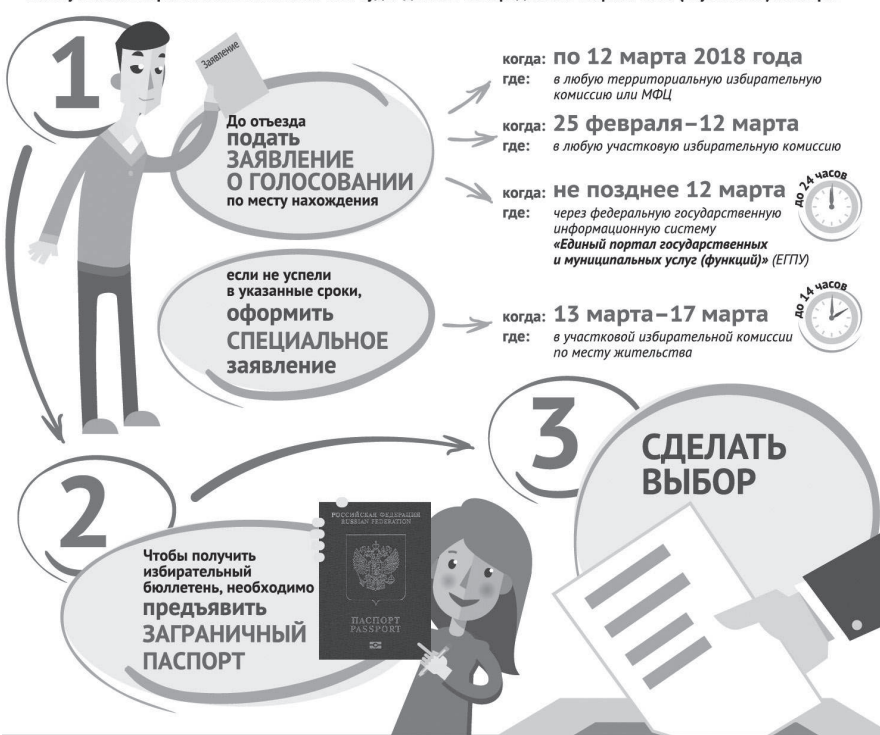 1
Заявление
До отъезда
подать
ЗАЯВЛЕНИЕ
О ГОЛОСОВАНИИ
по месту нахождения
когда: по 12 марта 2018 года
где: в любую территориальную избирательную
комиссию или МФЦ
когда: 25 февраля–12 марта
где: в любую участковую избирательную комиссию
когда: не позднее 12 марта
до 24 часов
где: через федеральную государственную
информационную систему
«Единый портал государственных
и муниципальных услуг (функций)» (ЕГПУ)
если не успели
в указанные сроки,
оформить
СПЕЦИАЛЬНОЕ
заявление
когда: 13 марта–17 марта
до 14 часов
где: в участковой избирательной комиссии
по месту жительства
2
Чтобы получить
избирательный
бюллетень, необходимо
предъявить
ЗАГРАНИЧНЫЙ
ПАСПОРТ
РОССИЙСКАЯ ФЕДЕРАЦИЯ
RUSSIAN FEDERATION
ПАСПОРТ
PASSPORT
3
СДЕЛАТЬ
ВЫБОР